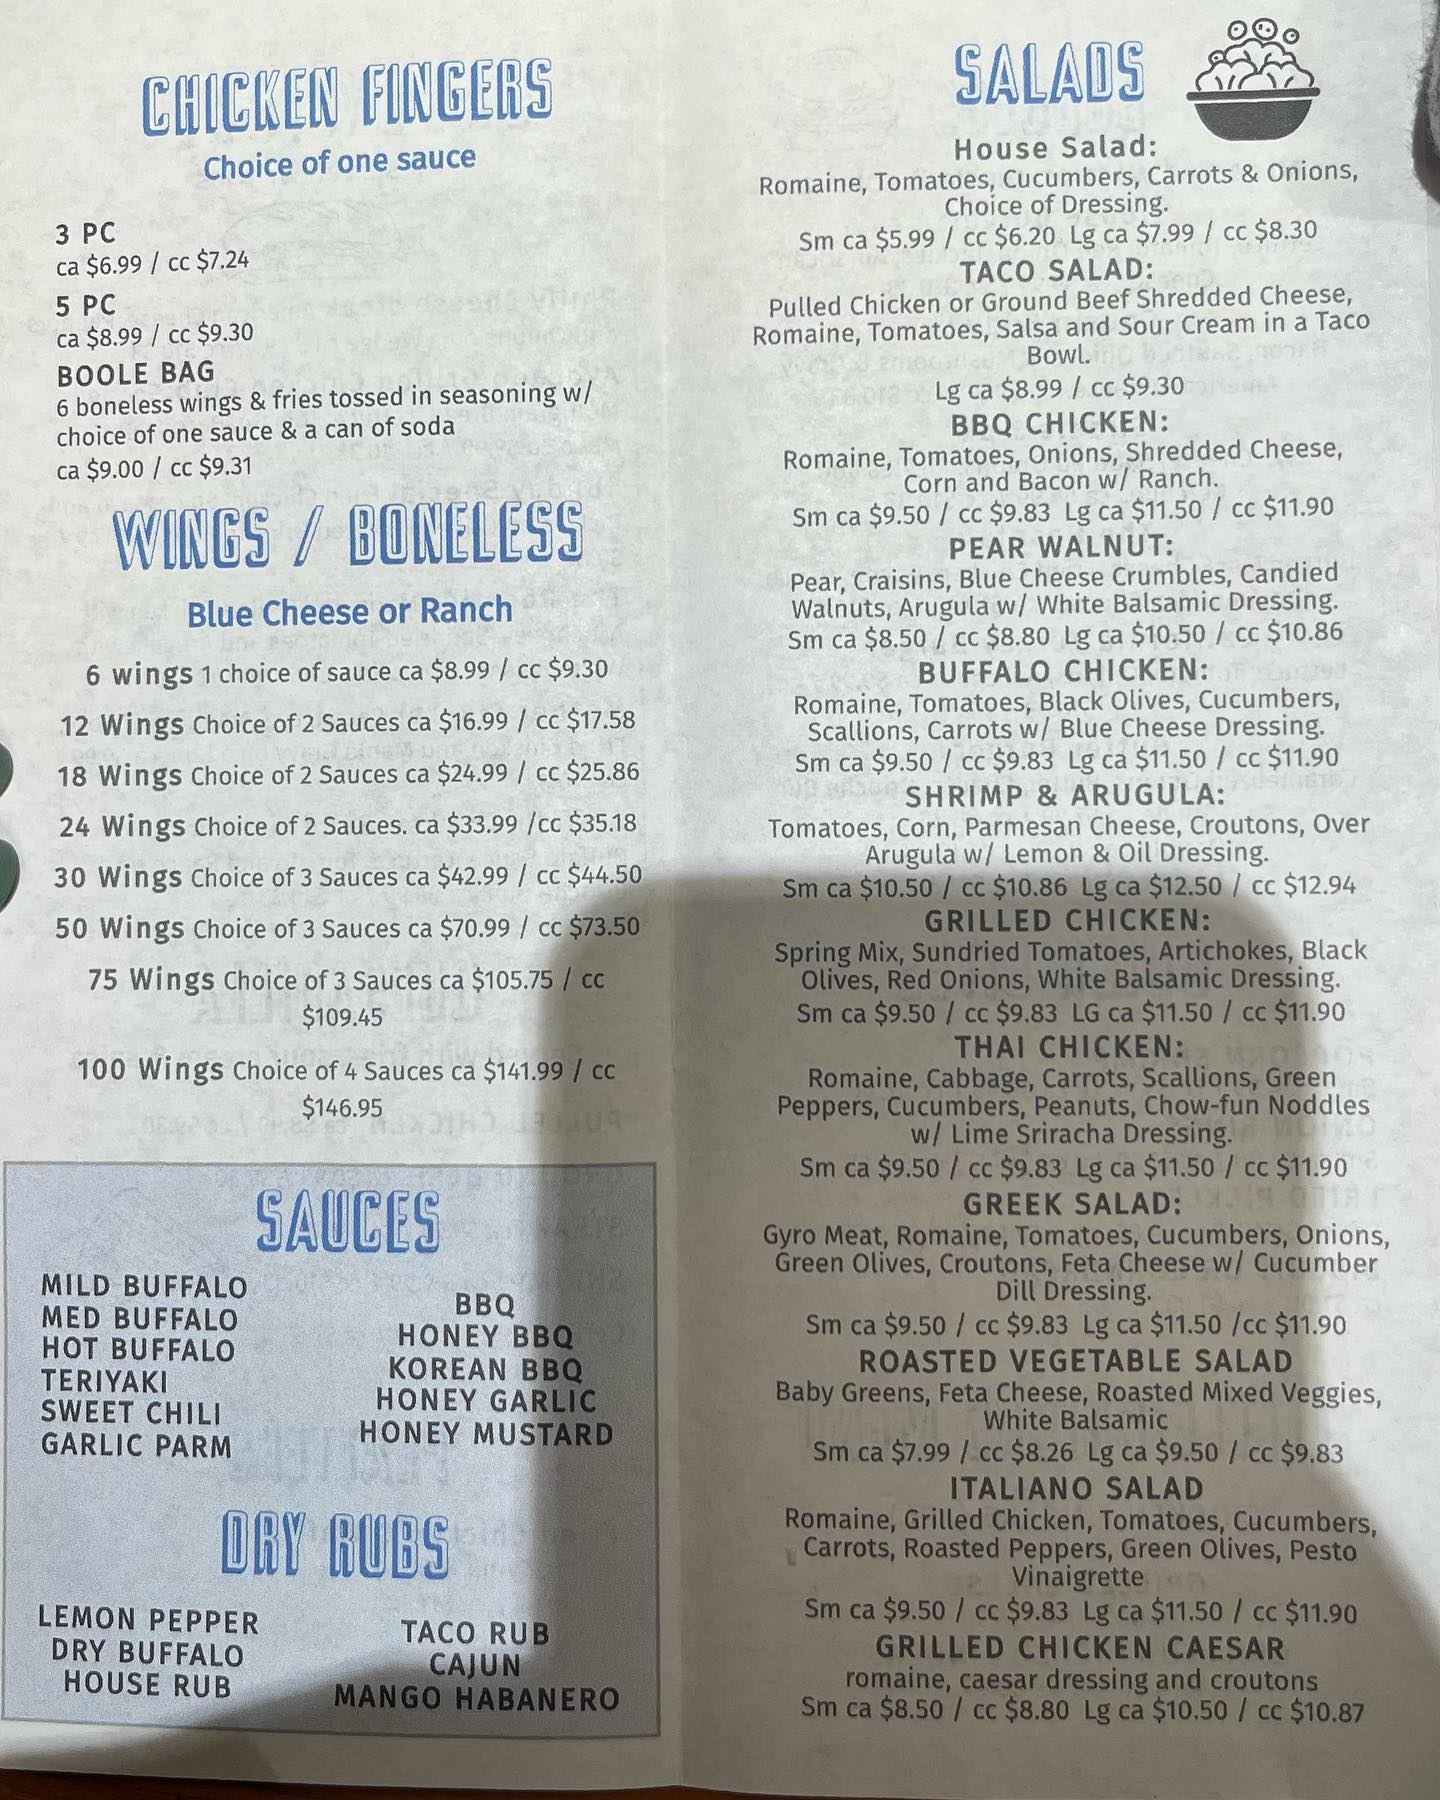 CHICKEN FINGERS
Choice of one sauce
3 PC
ca $6.99 / cc $7.24
5 PC
ca $8.99 / cc $9.30
BOOLE BAG
6 boneless wings & fries tossed in seasoning w/
choice of one sauce & a can of soda
ca $9.00 / cc $9.31
WINGS / BONELESS
Blue Cheese or Ranch
6 wings 1 choice of sauce ca $8.99 / cc $9.30
12 Wings Choice of 2 Sauces ca $16.99 / cc $17.58
18 Wings Choice of 2 Sauces ca $24.99 / cc $25.86
24 Wings Choice of 2 Sauces. ca $33.99 /cc $35.18
30 Wings Choice of 3 Sauces ca $42.99 / cc $44.50
50 Wings Choice of 3 Sauces ca $70.99 / cc $73.50
75 Wings Choice of 3 Sauces ca $105.75 / cc
$109.45
100 Wings Choice of 4 Sauces ca $141.99 / cc
$146.95
SAUCES
MILD BUFFALO
MED BUFFALO
HOT BUFFALO
TERIYAKI
SWEET CHILI
GARLIC PARM
BBQ
HONEY BBQ
KOREAN BBQ
HONEY GARLIC
HONEY MUSTARD
DRY RUBS
LEMON PEPPER
DRY BUFFALO
HOUSE RUB
TACO RUB
CAJUN
MANGO HABANERO
SALADS
House Salad:
Romaine, Tomatoes, Cucumbers, Carrots & Onions,
Choice of Dressing.
Sm ca $5.99 / cc $6.20 Lg ca $7.99 / cc $8.30
TACO SALAD:
Pulled Chicken or Ground Beef Shredded Cheese,
Romaine, Tomatoes, Salsa and Sour Cream in a Taco
Bowl.
Lg ca $8.99 / cc $9.30
BBQ CHICKEN:
Romaine, Tomatoes, Onions, Shredded Cheese,
Corn and Bacon w/ Ranch.
Sm ca $9.50 / cc $9.83 Lg ca $11.50 / cc $11.90
PEAR WALNUT:
Pear, Craisins, Blue Cheese Crumbles, Candied
Walnuts, Arugula w/ White Balsamic Dressing.
Sm ca $8.50 / cc $8.80 Lg ca $10.50 / cc $10.86
BUFFALO CHICKEN:
Romaine, Tomatoes, Black Olives, Cucumbers,
Scallions, Carrots w/ Blue Cheese Dressing.
Sm ca $9.50 / cc $9.83 Lg ca $11.50 / cc $11.90
SHRIMP & ARUGULA:
Tomatoes, Corn, Parmesan Cheese, Croutons, Over
Arugula w/ Lemon & Oil Dressing.
Sm ca $10.50 / cc $10.86 Lg ca $12.50 / cc $12.94
GRILLED CHICKEN:
Spring Mix, Sundried Tomatoes, Artichokes, Black
Olives, Red Onions, White Balsamic Dressing.
Sm ca $9.50 / cc $9.83 LG ca $11.50 / cc $11.90
THAI CHICKEN:
Romaine, Cabbage, Carrots, Scallions, Green
Peppers, Cucumbers, Peanuts, Chow-fun Noddles
w/ Lime Sriracha Dressing.
Sm ca $9.50 / cc $9.83 Lg ca $11.50 / cc $11.90
GREEK SALAD:
Gyro Meat, Romaine, Tomatoes, Cucumbers, Onions,
Green Olives, Croutons, Feta Cheese w/ Cucumber
Dill Dressing.
Sm ca $9.50 / cc $9.83 Lg ca $11.50 /cc $11.90
ROASTED VEGETABLE SALAD
Baby Greens, Feta Cheese, Roasted Mixed Veggies,
White Balsamic
Sm ca $7.99 / cc $8.26 Lg ca $9.50 / cc $9.83
ITALIANO SALAD
Romaine, Grilled Chicken, Tomatoes, Cucumbers,
Carrots, Roasted Peppers, Green Olives, Pesto
Vinaigrette
Sm ca $9.50 / cc $9.83 Lg ca $11.50 / cc $11.90
GRILLED CHICKEN CAESAR
romaine, caesar dressing and croutons
Sm ca $8.50 / cc $8.80 Lg ca $10.50 / cc $10.87